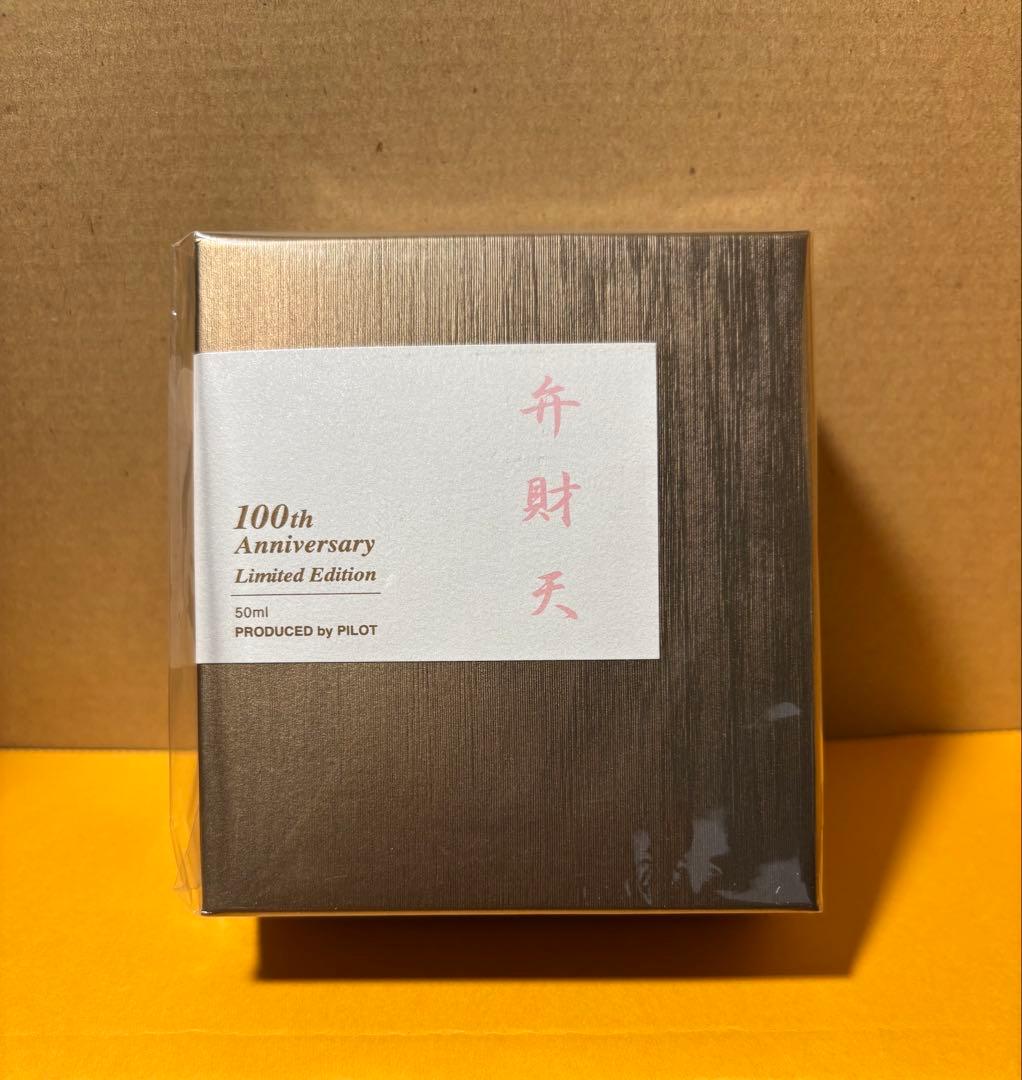 弁財天
100th
Anniversary
Limited Edition
50ml
PRODUCED by PILOT